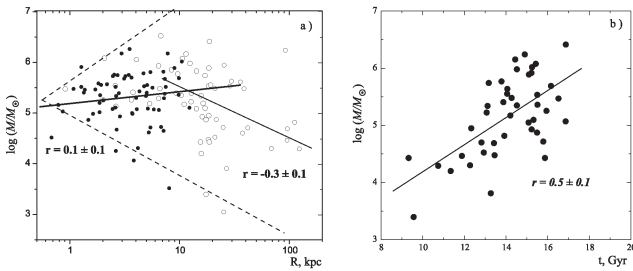 a )
7
6
5
4
3
log (M/M⊙)
r = 0.1 ± 0.1
r = -0.3 ± 0.1
1
10
100
R, kpc
b )
7
6
5
4
3
log (M/M⊙)
r = 0.5 ± 0.1
8
10
12
14
16
18
20
t, Gyr